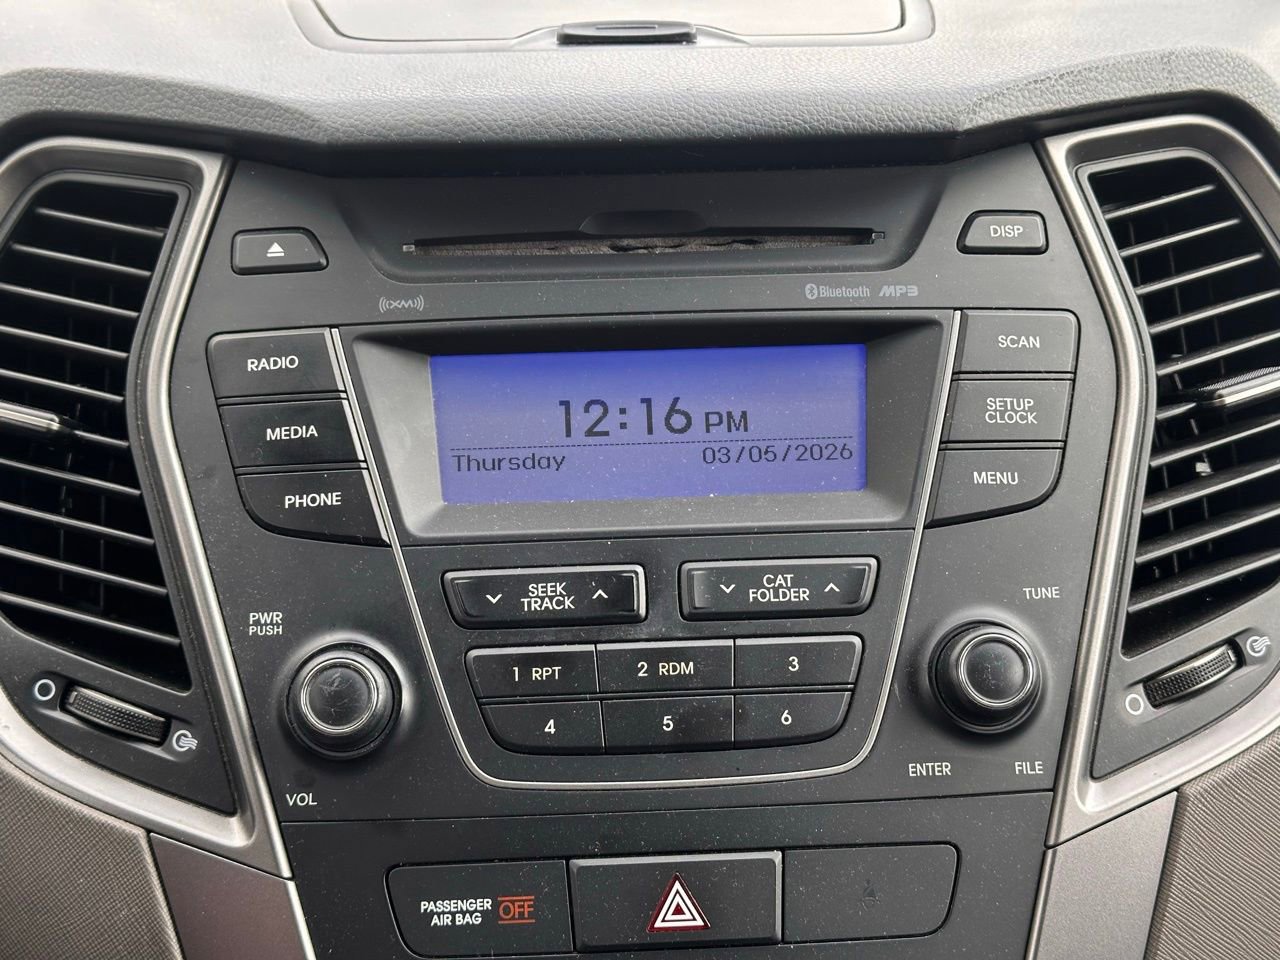 DISP
((XM))
Bluetooth MP3
RADIO
MEDIA
PHONE
12:16 PM
Thursday 03/05/2026
SCAN
SETUP
CLOCK
MENU
SEEK
TRACK
CAT
FOLDER
PWR
PUSH
VOL
1 RPT
2 RDM
3
4
5
6
TUNE
ENTER
FILE
PASSENGER
AIR BAG
OFF